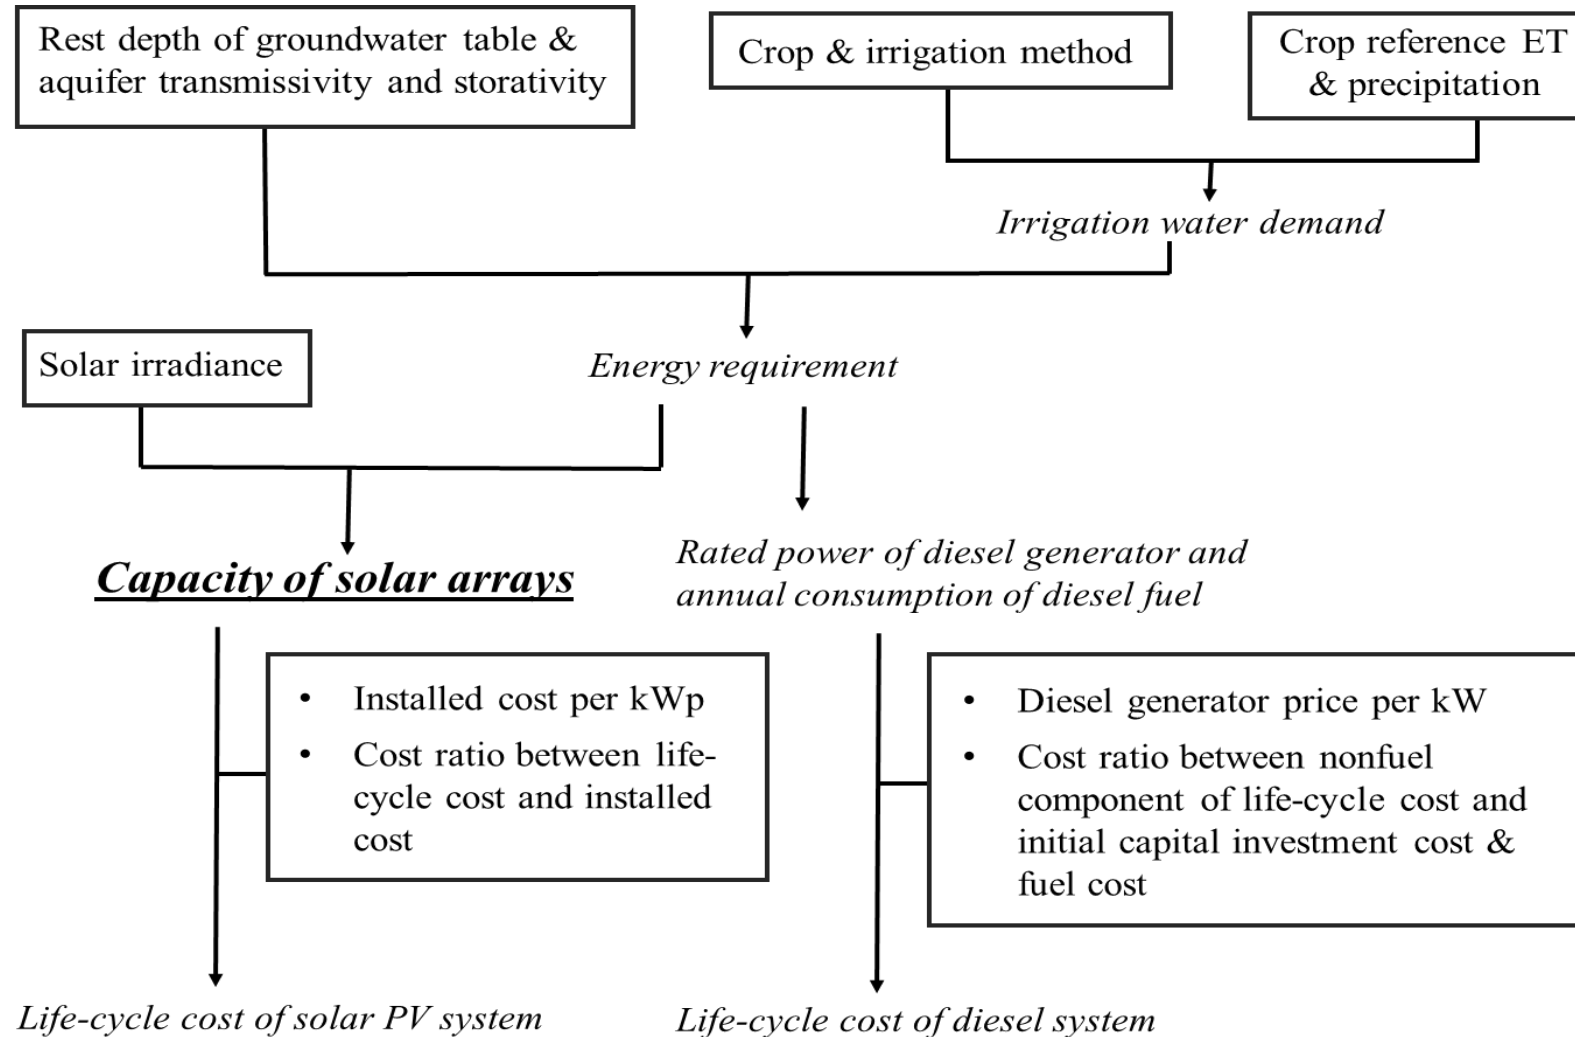 Rest depth of groundwater table &
aquifer transmissivity and storativity
Crop & irrigation method
Crop reference ET
& precipitation
Irrigation water demand
Solar irradiance
Energy requirement
Capacity of solar arrays
Rated power of diesel generator and
annual consumption of diesel fuel
• Installed cost per kWp
• Cost ratio between life-
cycle cost and installed
cost
• Diesel generator price per kW
• Cost ratio between nonfuel
component of life-cycle cost and
initial capital investment cost &
fuel cost
Life-cycle cost of solar PV system
Life-cycle cost of diesel system